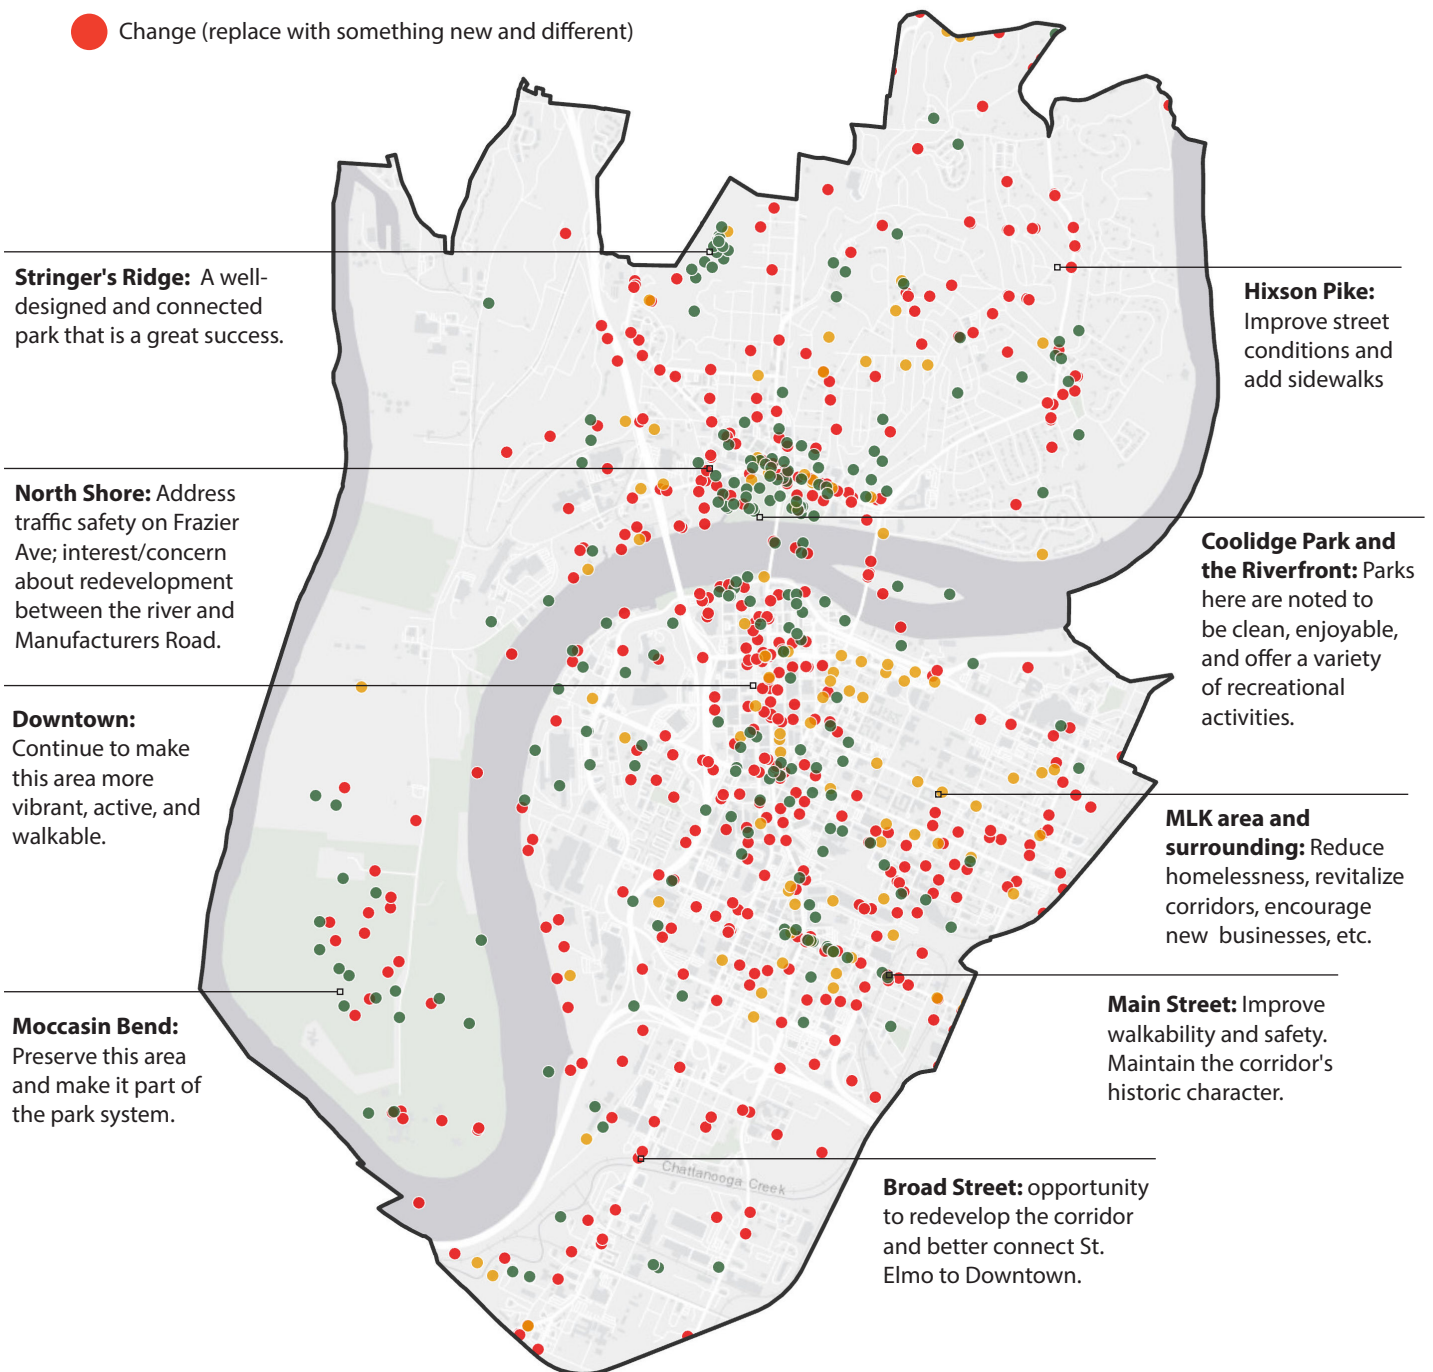 Change (replace with something new and different)
Stringer's Ridge: A well-
designed and connected
park that is a great success.
Hixson Pike:
Improve street
conditions and
add sidewalks
North Shore: Address
traffic safety on Frazier
Ave; interest/concern
about redevelopment
between the river and
Manufacturers Road.
Coolidge Park and
the Riverfront: Parks
here are noted to
be clean, enjoyable,
and offer a variety
of recreational
activities.
Downtown:
Continue to make
this area more
vibrant, active, and
walkable.
MLK area and
surrounding: Reduce
homelessness, revitalize
corridors, encourage
new businesses, etc.
Moccasin Bend:
Preserve this area
and make it part of
the park system.
Main Street: Improve
walkability and safety.
Maintain the corridor's
historic character.
Chattanooga Creek
Broad Street: opportunity
to redevelop the corridor
and better connect St.
Elmo to Downtown.